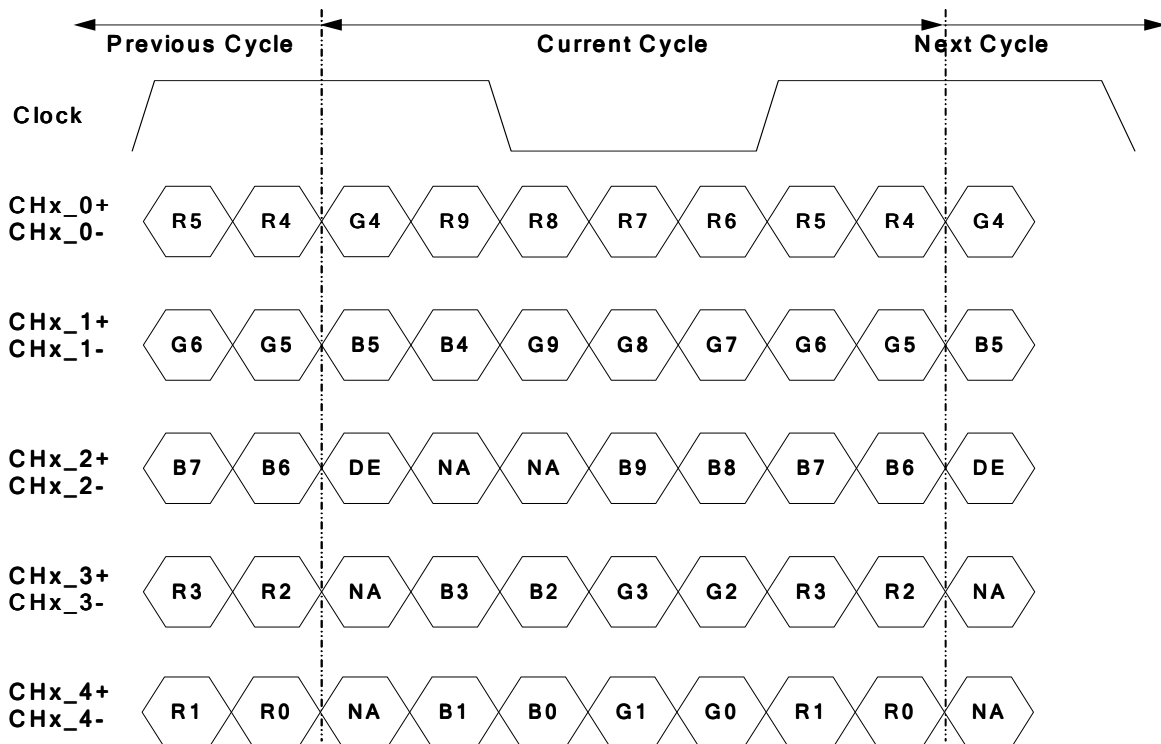 Previous Cycle Current Cycle Next Cycle
Clock
CHx_0+
CHx_0-
R5 R4 G4 R9 R8 R7 R6 R5 R4 G4
CHx_1+
CHx_1-
G6 G5 B5 B4 G9 G8 G7 G6 G5 B5
CHx_2+
CHx_2-
B7 B6 DE NA NA B9 B8 B7 B6 DE
CHx_3+
CHx_3-
R3 R2 NA B3 B2 G3 G2 R3 R2 NA
CHx_4+
CHx_4-
R1 R0 NA B1 B0 G1 G0 R1 R0 NA